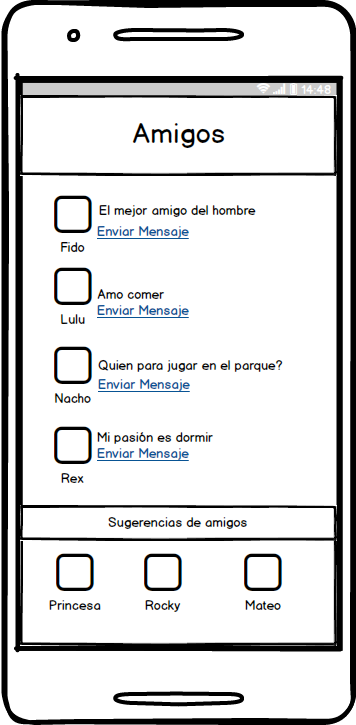 14:48
Amigos
El mejor amigo del hombre
Enviar Mensaje
Fido
Amo comer
Enviar Mensaje
Lulu
Quien para jugar en el parque?
Enviar Mensaje
Nacho
Mi pasión es dormir
Enviar Mensaje
Rex
Sugerencias de amigos
Princesa Rocky Mateo